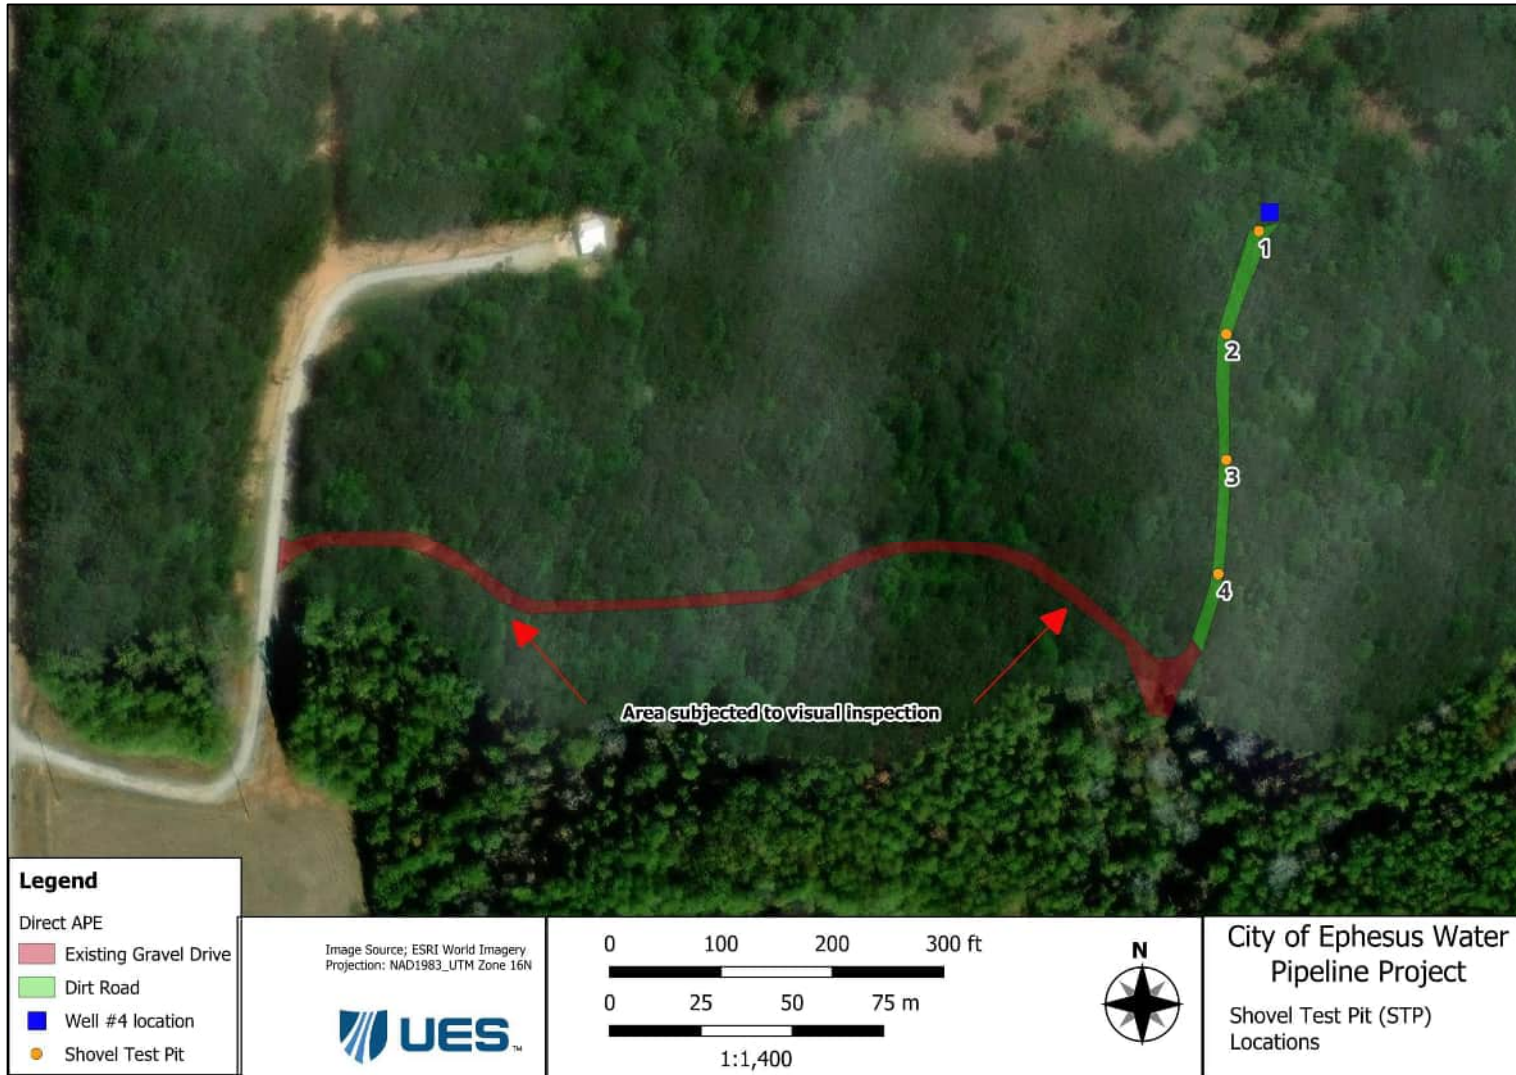 1
2
3
4
Area subjected to visual inspection
Legend
Direct APE
Existing Gravel Drive
Dirt Road
Well #4 location
Shovel Test Pit
Image Source; ESRI World Imagery
Projection: NAD1983_UTM Zone 16N
UES™
0 100 200 300 ft
0 25 50 75 m
1:1,400
N
City of Ephesus Water
Pipeline Project
Shovel Test Pit (STP)
Locations